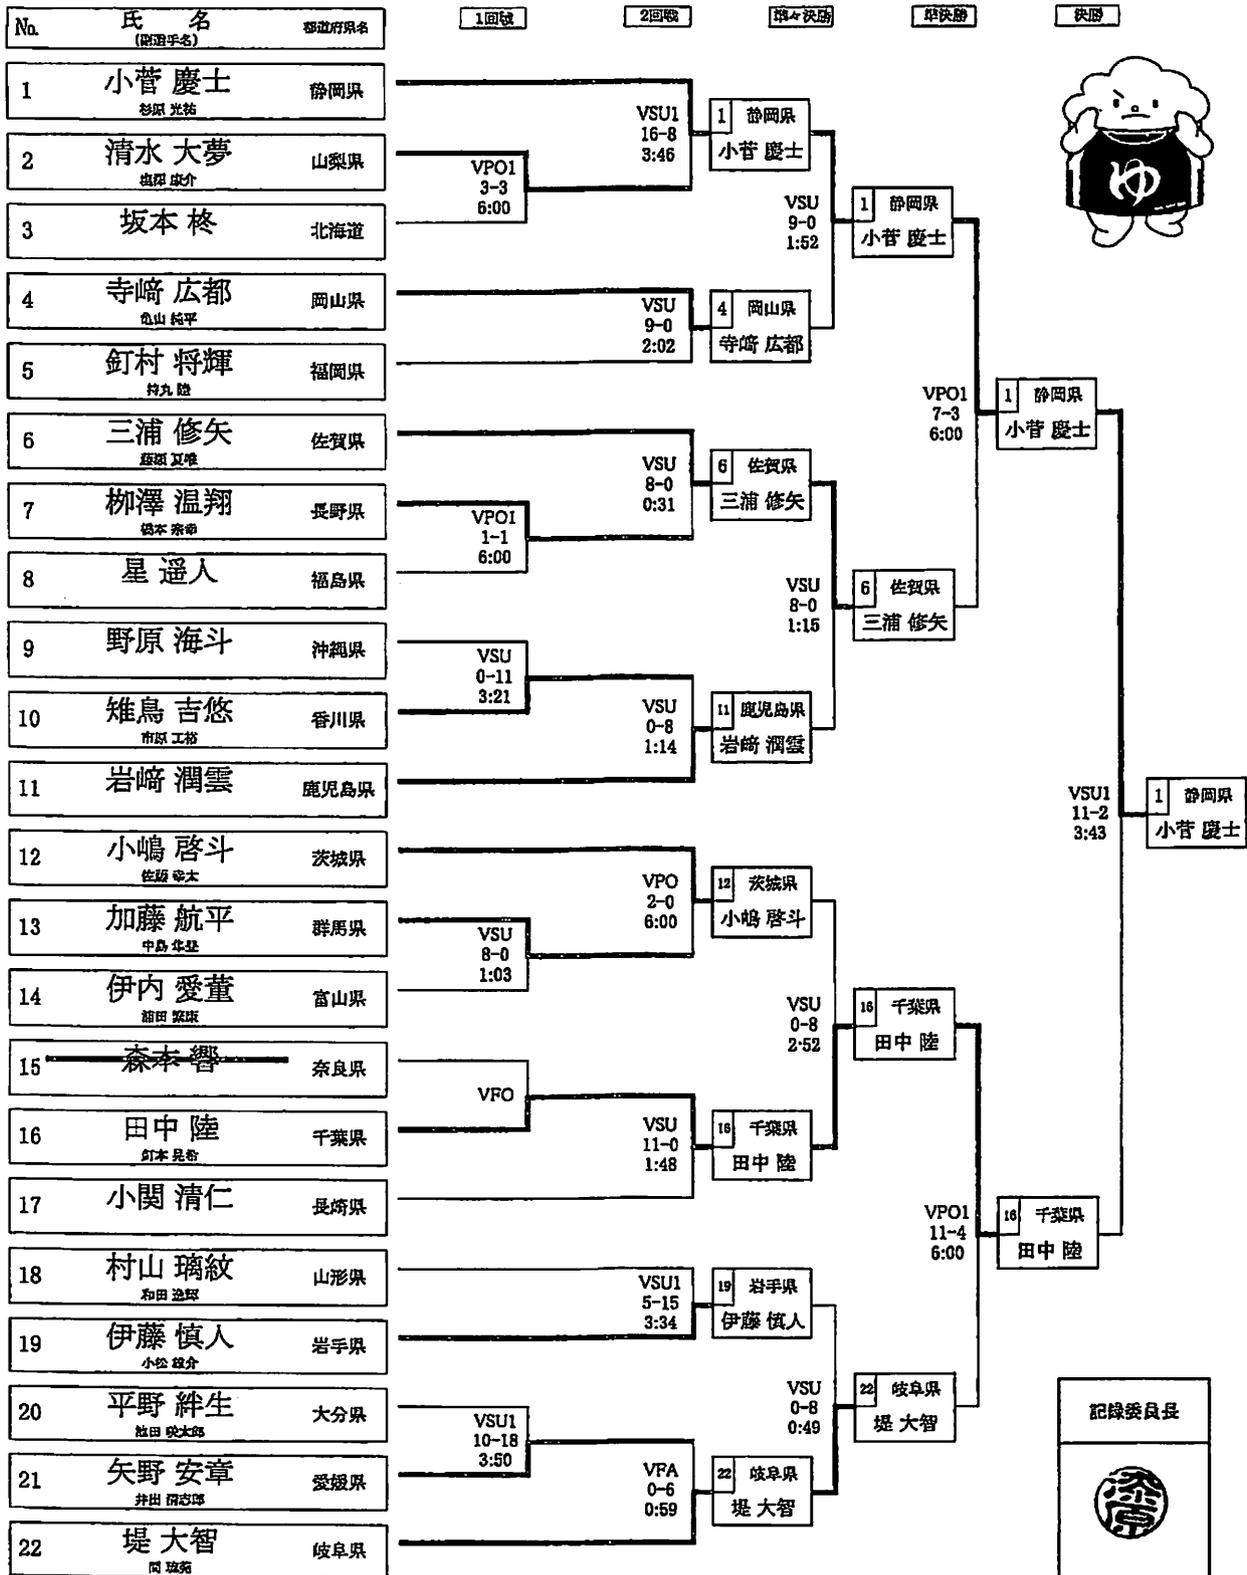 No. 氏 名 都道府県名 1回戦 2回戦 準々決勝 準決勝 決勝
1 小菅 慶士 静岡県
杉原 光祐
2 清水 大夢 山梨県
3 坂本 柊 北海道
4 寺﨑 広都 岡山県
亀山 純平
5 釘村 将輝 福岡県
6 三浦 修矢 佐賀県
7 栁澤 温翔 長野県
8 星 遥人 福島県
9 野原 海斗 沖縄県
10 雉鳥 吉悠 香川県
11 岩﨑 潤雲 鹿児島県
12 小嶋 啓斗 茨城県
13 加藤 航平 群馬県
14 伊内 愛董 富山県
15 森本 響 奈良県
16 田中 陸 千葉県
17 小関 清仁 長崎県
18 村山 璃紋 山形県
19 伊藤 慎人 岩手県
20 平野 絆生 大分県
21 矢野 安章 愛媛県
22 堤 大智 岐阜県
VPO1
3-3
6:00
VPO1
1-1
6:00
VSU
0-11
3:21
VSU
8-0
1:03
VFO
VSU1
10-18
3:50
VSU1
16-8
3:46
VSU
9-0
2:02
VSU
8-0
0:31
VSU
0-8
1:14
VPO
2-0
6:00
VSU
11-0
1:48
VSU1
5-15
3:34
VFA
0-6
0:59
1 静岡県
小菅 慶士
4 岡山県
寺﨑 広都
6 佐賀県
三浦 修矢
11 鹿児島県
岩﨑 潤雲
12 茨城県
小嶋 啓斗
16 千葉県
田中 陸
19 岩手県
伊藤 慎人
22 岐阜県
堤 大智
VSU
9-0
1:52
VSU
8-0
1:15
VSU
0-8
2:52
VSU
0-8
0:49
1 静岡県
小菅 慶士
6 佐賀県
三浦 修矢
16 千葉県
田中 陸
22 岐阜県
堤 大智
VPO1
7-3
6:00
VPO1
11-4
6:00
1 静岡県
小菅 慶士
16 千葉県
田中 陸
VSU1
11-2
3:43
1 静岡県
小菅 慶士
ゆ
記録委員長